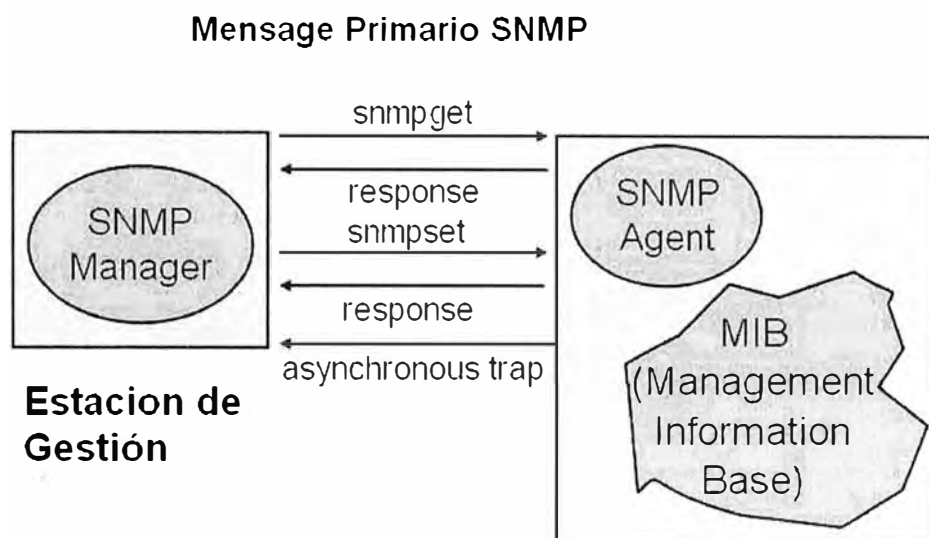 Mensage Primario SNMP
snmpget
response
SNMP
Manager
snmpset
response
asynchronous trap
SNMP
Agent
MIB
(Management
Information
Base)
Estacion de
Gestión